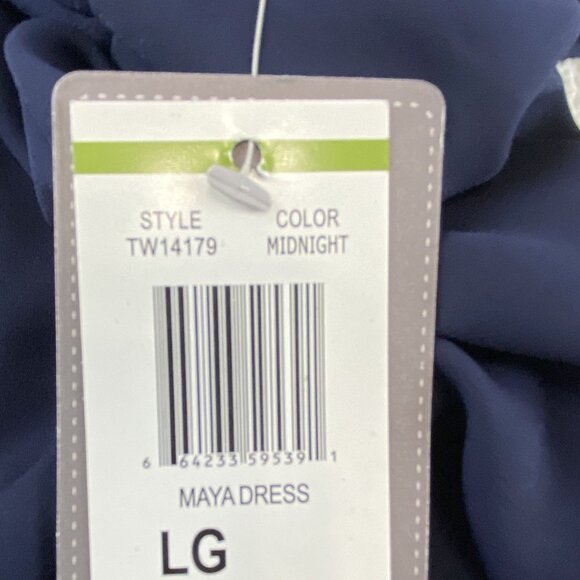 STYLE COLOR
TW14179 MIDNIGHT
6 64233 59539 1
MAYA DRESS
LG